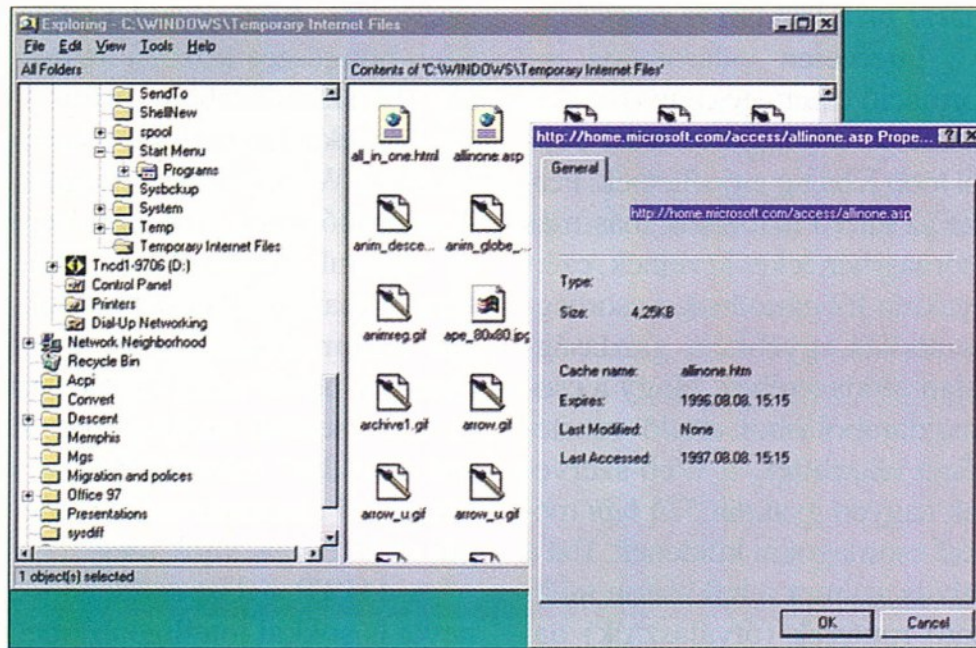 Exploring - C:\WINDOWS\Temporary Internet Files
File Edit View Tools Help
All Folders
Contents of 'C:\WINDOWS\Temporary Internet Files'
SendTo
ShellNew
spool
Start Menu
Programs
Sysbckup
System
Temp
Temporary Internet Files
Tncd1-9706 (D:)
Control Panel
Printers
Dial-Up Networking
Network Neighborhood
Recycle Bin
Acpi
Convert
Descent
Memphis
Mgs
Migration and polices
Office 97
Presentations
sysdiff
all_in_one.html
allinone.asp
anim_desce...
anim_globe_...
animreg.gif
ape_80x80.jpg
archive1.gif
arrow.gif
arrow_u.gif
arrow_u.gif
1 object(s) selected
http://home.microsoft.com/access/allinone.asp Prope...
General
http://home.microsoft.com/access/allinone.asp
Type:
Size: 4,25KB
Cache name: allinone.htm
Expires: 1996.08.08. 15:15
Last Modified: None
Last Accessed: 1997.08.08. 15:15
OK
Cancel